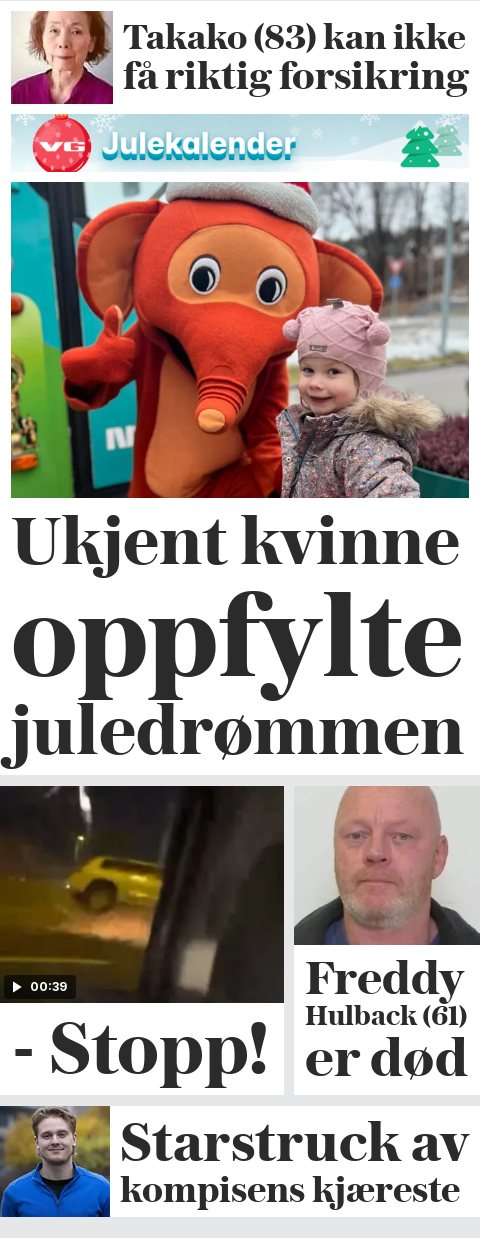 Takako (83) kan ikke
få riktig forsikring
VG Julekalender
Ukjent kvinne
oppfylte
juledrømmen
00:39
- Stopp!
Freddy
Hulback (61)
er død
Starstruck av
kompisens kjæreste